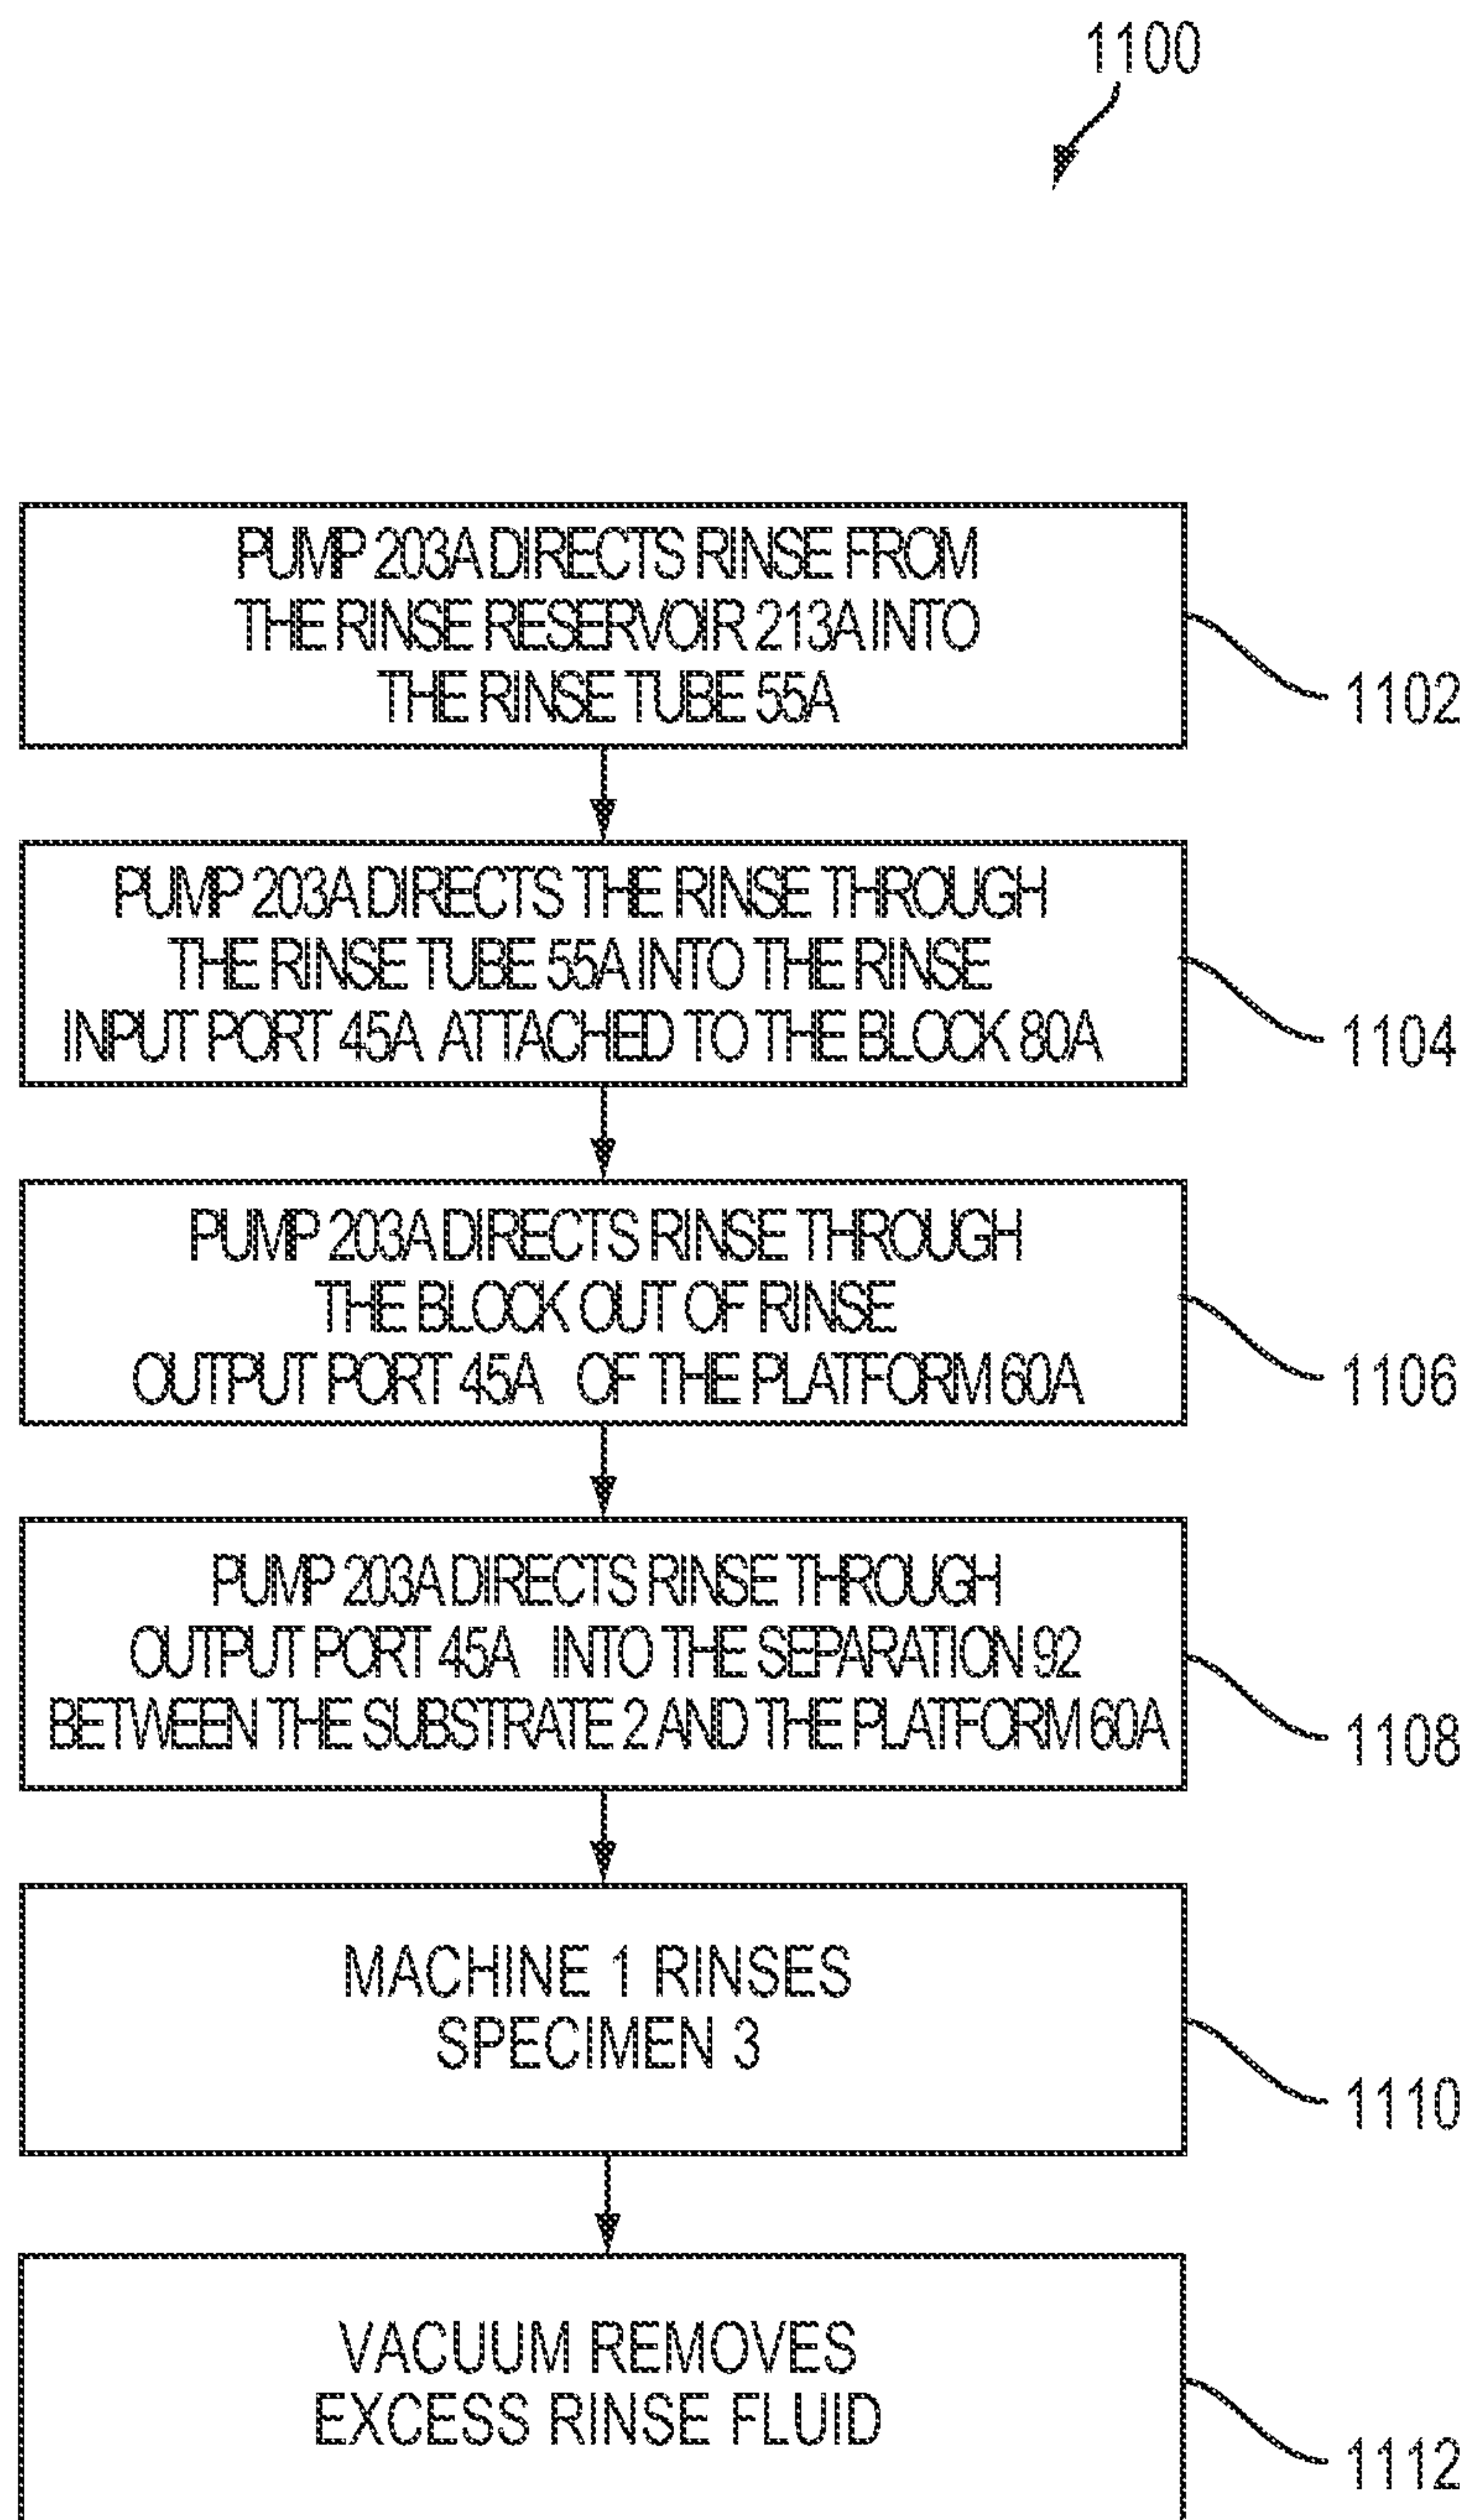 1100
PUMP 203A DIRECTS RINSE FROM
THE RINSE RESERVOIR 213A INTO
THE RINSE TUBE 55A
1102
PUMP 203A DIRECTS THE RINSE THROUGH
THE RINSE TUBE 55A INTO THE RINSE
INPUT PORT 45A ATTACHED TO THE BLOCK 80A
1104
PUMP 203A DIRECTS RINSE THROUGH
THE BLOCK OUT OF RINSE
OUTPUT PORT 45A OF THE PLATFORM 60A
1106
PUMP 203A DIRECTS RINSE THROUGH
OUTPUT PORT 45A INTO THE SEPARATION 92
BETWEEN THE SUBSTRATE 2 AND THE PLATFORM 60A
1108
MACHINE 1 RINSES
SPECIMEN 3
1110
VACUUM REMOVES
EXCESS RINSE FLUID
1112